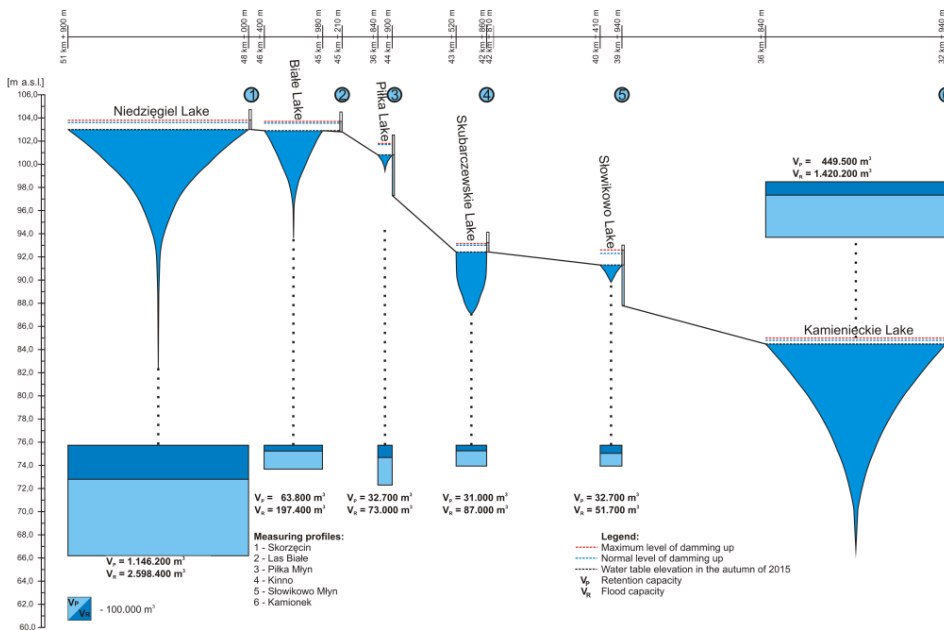 51 km + 900 m
48 km + 000 m
46 km + 400 m
45 km + 980 m
45 km + 210 m
36 km + 840 m
44 km + 900 m
43 km + 520 m
42 km + 860 m
42 km + 810 m
40 km + 410 m
39 km + 940 m
36 km + 840 m
32 km + 940 m
[m a.s.l.]
106,0
104,0
102,0
100,0
98,0
96,0
94,0
92,0
90,0
88,0
86,0
84,0
82,0
80,0
78,0
76,0
74,0
72,0
70,0
68,0
66,0
64,0
62,0
60,0
1
2
3
4
5
Niedzięgiel Lake
Białe Lake
Piłka Lake
Skubarczewskie Lake
Słowikowo Lake
Kamienieckie Lake
VP = 449.500 m³
VR = 1.420.200 m³
VP = 63.800 m³
VR = 197.400 m³
VP = 32.700 m³
VR = 73.000 m³
VP = 31.000 m³
VR = 87.000 m³
VP = 32.700 m³
VR = 51.700 m³
VP = 1.146.200 m³
VR = 2.598.400 m³
VP
VR
- 100.000 m³
Measuring profiles:
1 - Skorzęcin
2 - Las Białe
3 - Piłka Młyn
4 - Kinno
5 - Słowikowo Młyn
6 - Kamionek
Legend:
Maximum level of damming up
Normal level of damming up
Water table elevation in the autumn of 2015
VP Retention capacity
VR Flood capacity